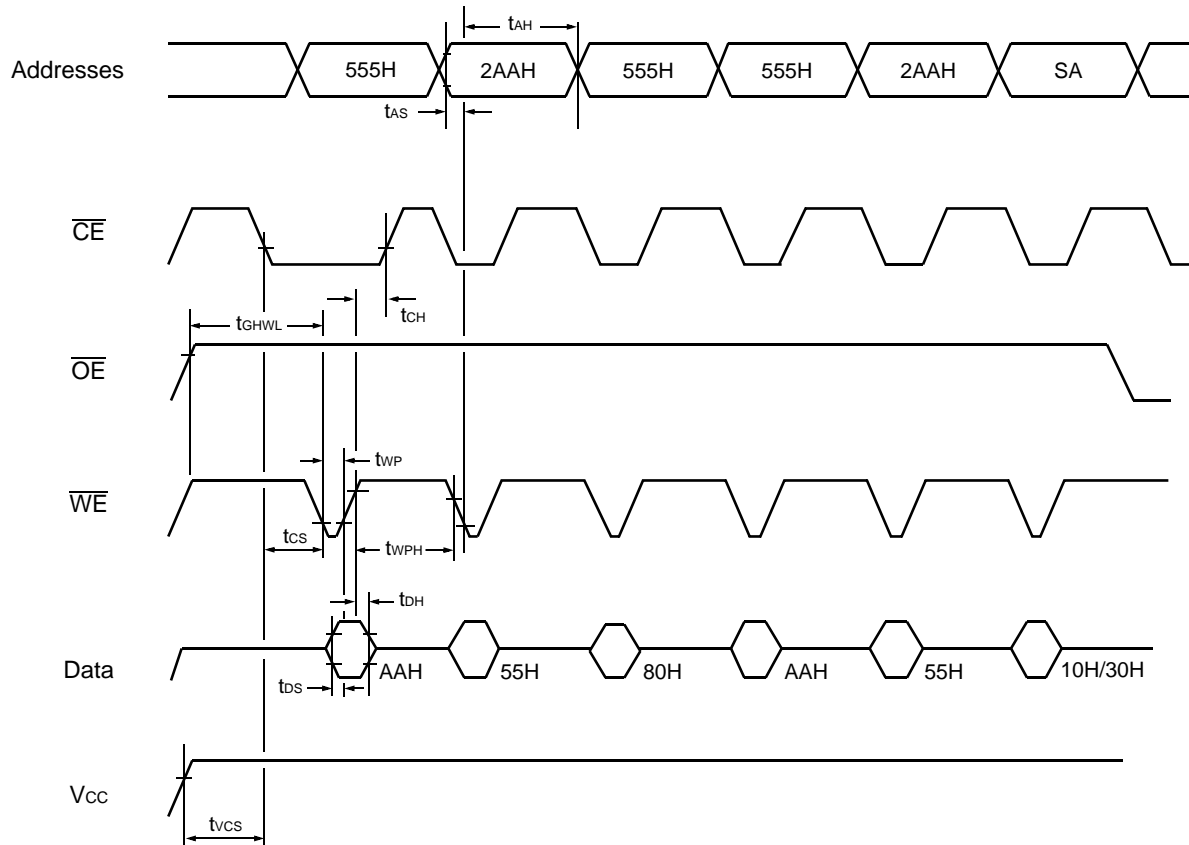 tAH
Addresses 555H 2AAH 555H 555H 2AAH SA
tAS
CE
tCH
tGHWL
OE
tWP
WE
tCS tWPH
tDH
Data AAH 55H 80H AAH 55H 10H/30H
tDS
VCC
tVCS